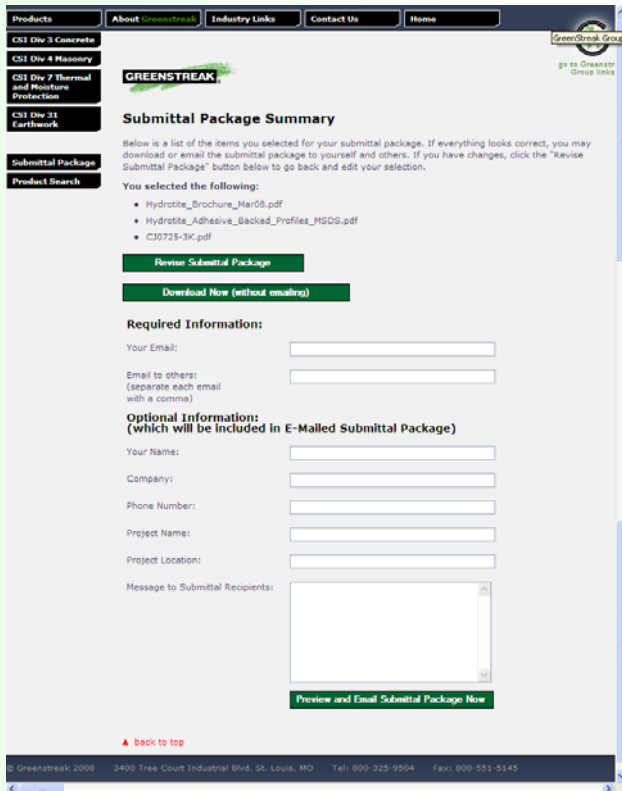 Products
About Greenstreak
Industry Links
Contact Us
Home
CSI Div 3 Concrete
CSI Div 4 Masonry
CSI Div 7 Thermal
and Moisture
Protection
CSI Div 31
Earthwork
Submittal Package
Product Search
GreenStreak Group
go to Greenstr
Group links
GREENSTREAK
Submittal Package Summary
Below is a list of the items you selected for your submittal package. If everything looks correct, you may
download or email the submittal package to yourself and others. If you have changes, click the "Revise
Submittal Package" button below to go back and edit your selection.
You selected the following:
• Hydrotite_Brochure_Mar08.pdf
• Hydrotite_Adhesive_Backed_Profiles_MSDS.pdf
• CJ0725-3K.pdf
Revise Submittal Package
Download Now (without emailing)
Required Information:
Your Email:
Email to others:
(separate each email
with a comma)
Optional Information:
(which will be included in E-Mailed Submittal Package)
Your Name:
Company:
Phone Number:
Project Name:
Project Location:
Message to Submittal Recipients:
Preview and Email Submittal Package Now
▲ back to top
© Greenstreak 2008 3400 Tree Court Industrial Blvd. St. Louis, MO Tel: 800-325-9504 Fax: 800-551-5145